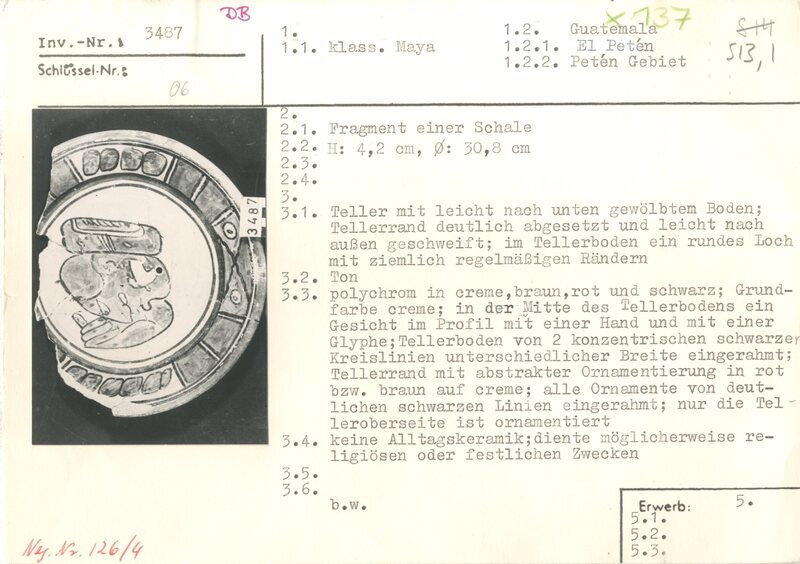 DB
Inv.-Nr.: 3487
Schlüssel-Nr.:
06
1.
1.1. klass. Maya
1.2. Guatemala
1.2.1. El Petén
1.2.2. Petén Gebiet
x 137
S14
S13,1
3487
2.
2.1. Fragment einer Schale
2.2. H: 4,2 cm, Ø: 30,8 cm
2.3.
2.4.
3.
3.1. Teller mit leicht nach unten gewölbtem Boden;
Tellerrand deutlich abgesetzt und leicht nach
außen geschweift; im Tellerboden ein rundes Loch
mit ziemlich regelmäßigen Rändern
3.2. Ton
3.3. polychrom in creme,braun,rot und schwarz; Grund-
farbe creme; in der Mitte des Tellerbodens ein
Gesicht im Profil mit einer Hand und mit einer
Glyphe;Tellerboden von 2 konzentrischen schwarzen
Kreislinien unterschiedlicher Breite eingerahmt;
Tellerrand mit abstrakter Ornamentierung in rot
bzw. braun auf creme; alle Ornamente von deut-
lichen schwarzen Linien eingerahmt; nur die Tel-
leroberseite ist ornamentiert
3.4. keine Alltagskeramik;diente möglicherweise re-
ligiösen oder festlichen Zwecken
3.5.
3.6.
b.w.
Erwerb: 5.
5.1.
5.2.
5.3.
Neg. Nr. 126/4